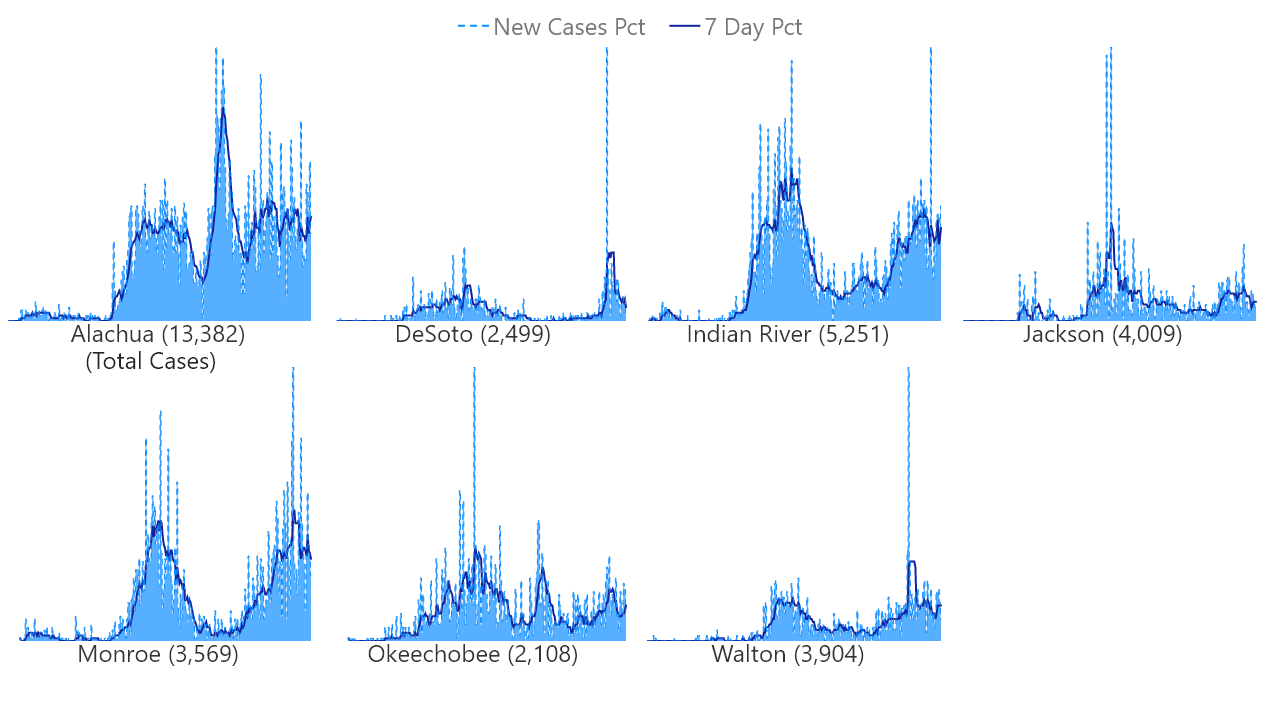 New Cases Pct 7 Day Pct
Alachua (13,382) DeSoto (2,499) Indian River (5,251) Jackson (4,009)
(Total Cases)
Monroe (3,569) Okeechobee (2,108) Walton (3,904)